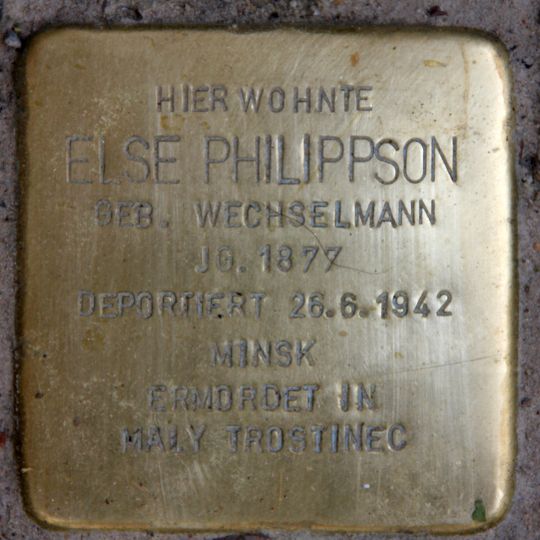 HIER WOHNTE
ELSE PHILIPPSON
GEB. WECHSELMANN
JG. 1877
DEPORTIERT 26.6.1942
MINSK
ERMORDET IN
MALY TROSTINEC